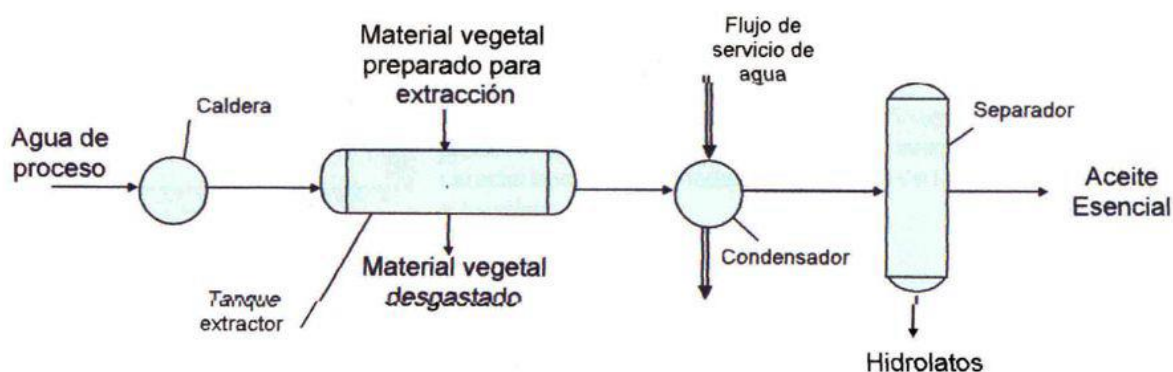 Material vegetal
preparado para
extracción
Flujo de
servicio de
agua
Caldera
Separador
Agua de
proceso
Aceite
Esencial
Condensador
Material vegetal
desgastado
Tanque
extractor
Hidrolatos